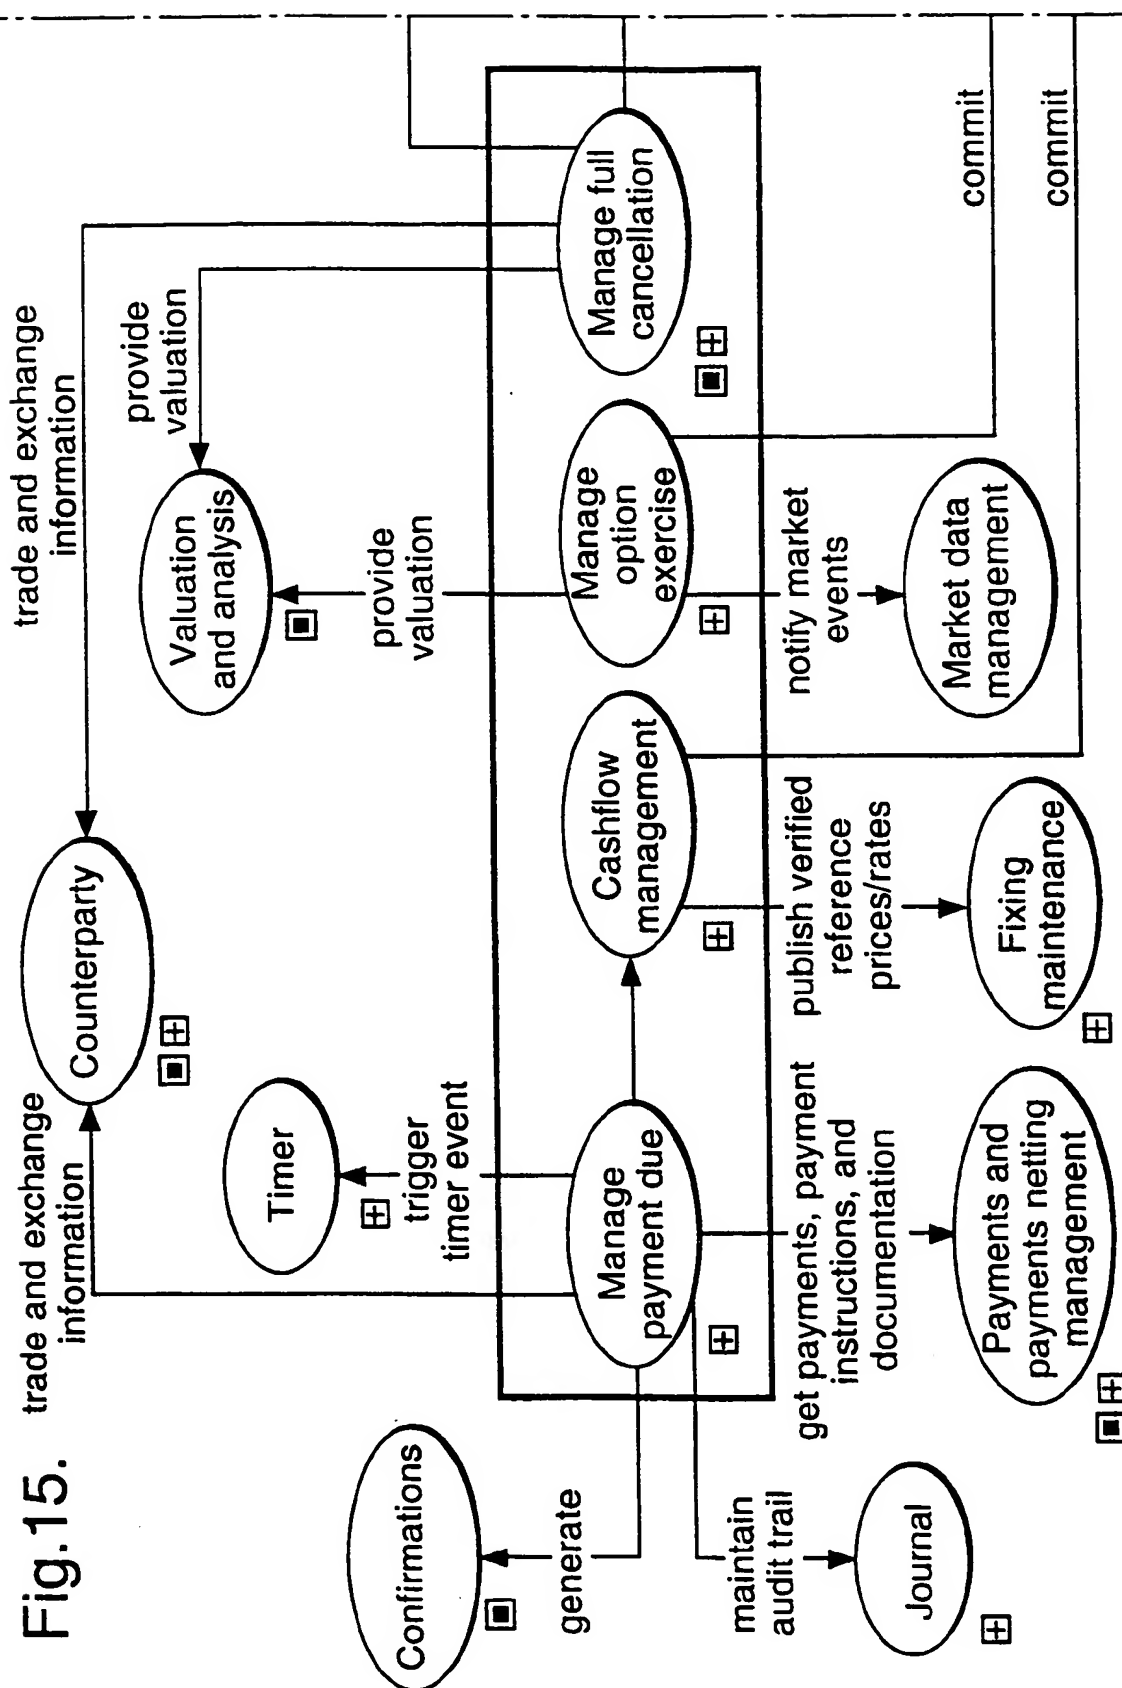 Fig.15.
trade and exchange
information
trade and exchange
information
Counterparty
provide
valuation
Timer
Valuation
and analysis
trigger
timer event
provide
valuation
Confirmations
generate
Manage
payment due
Cashflow
management
Manage
option
exercise
Manage full
cancellation
maintain
audit trail
get payments, payment
instructions, and
documentation
publish verified
reference
prices/rates
notify market
events
commit
commit
Journal
Payments and
payments netting
management
Fixing
maintenance
Market data
management